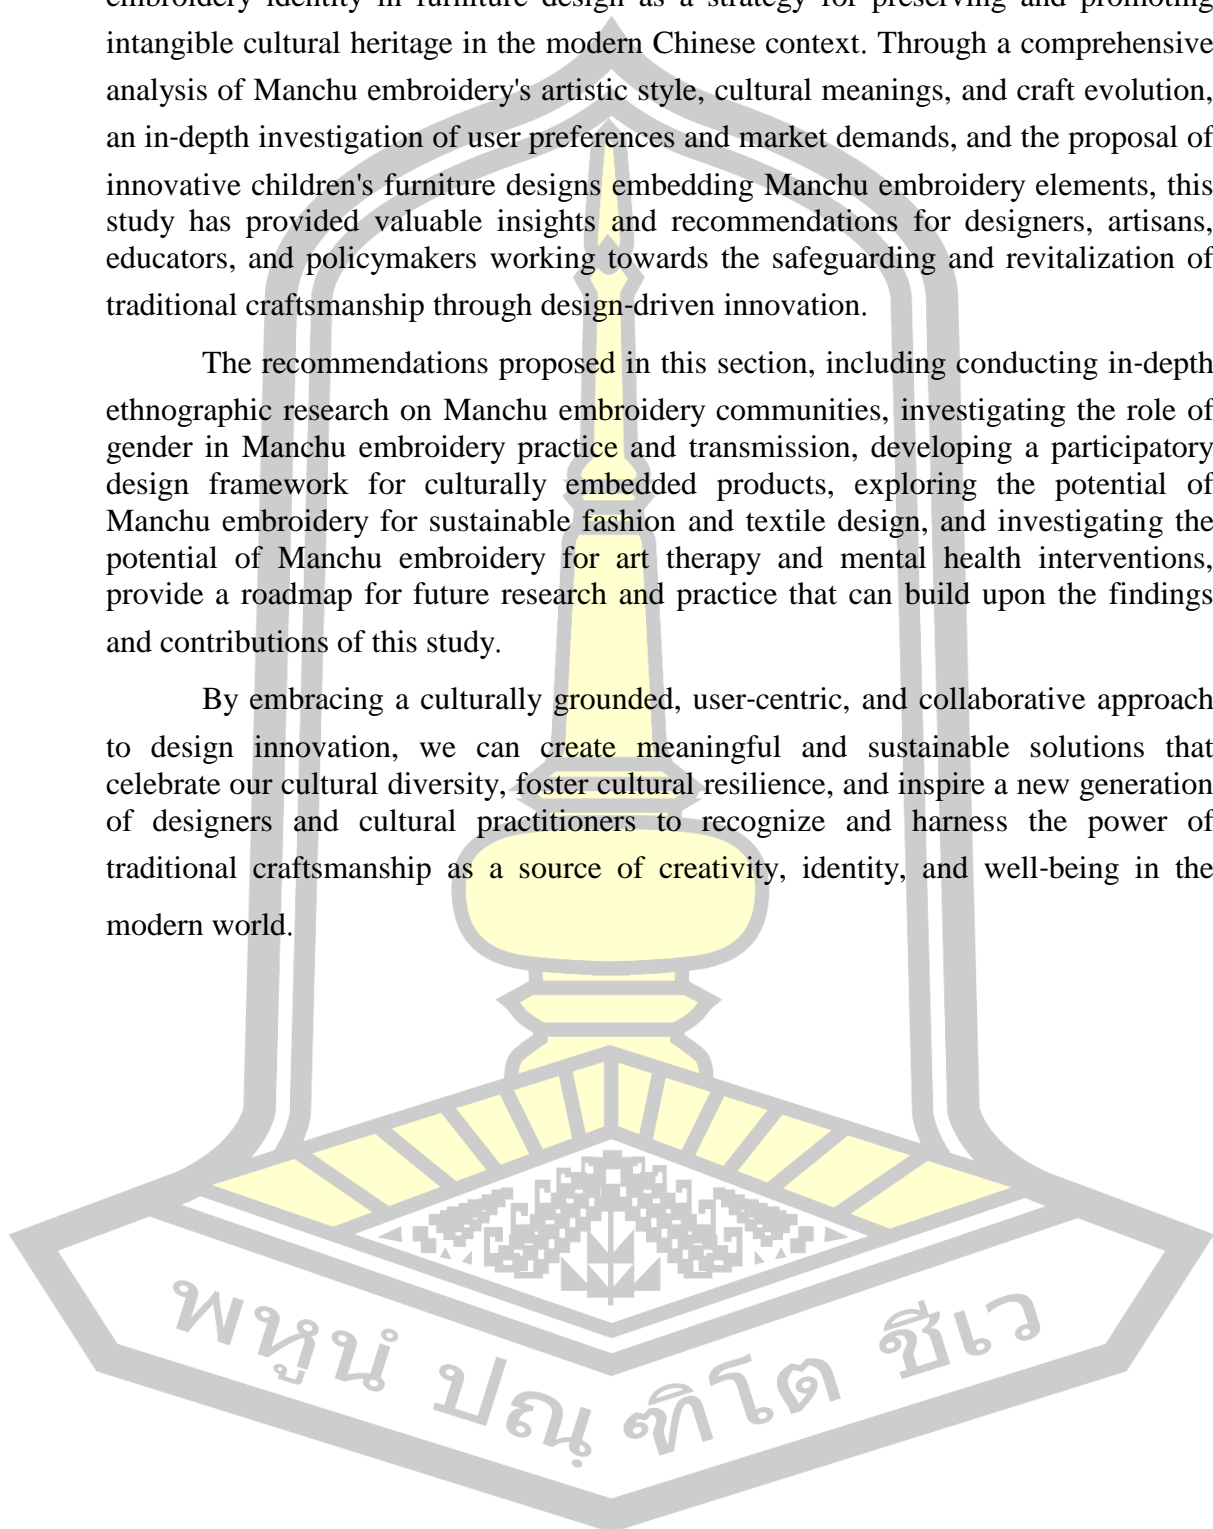 embroidery identity in furniture design as a strategy for preserving and promoting
intangible cultural heritage in the modern Chinese context. Through a comprehensive
analysis of Manchu embroidery's artistic style, cultural meanings, and craft evolution,
an in-depth investigation of user preferences and market demands, and the proposal of
innovative children's furniture designs embedding Manchu embroidery elements, this
study has provided valuable insights and recommendations for designers, artisans,
educators, and policymakers working towards the safeguarding and revitalization of
traditional craftsmanship through design-driven innovation.
The recommendations proposed in this section, including conducting in-depth
ethnographic research on Manchu embroidery communities, investigating the role of
gender in Manchu embroidery practice and transmission, developing a participatory
design framework for culturally embedded products, exploring the potential of
Manchu embroidery for sustainable fashion and textile design, and investigating the
potential of Manchu embroidery for art therapy and mental health interventions,
provide a roadmap for future research and practice that can build upon the findings
and contributions of this study.
By embracing a culturally grounded, user-centric, and collaborative approach
to design innovation, we can create meaningful and sustainable solutions that
celebrate our cultural diversity, foster cultural resilience, and inspire a new generation
of designers and cultural practitioners to recognize and harness the power of
traditional craftsmanship as a source of creativity, identity, and well-being in the
modern world.
พหูนํ ปณฺฑิโต ชีเว